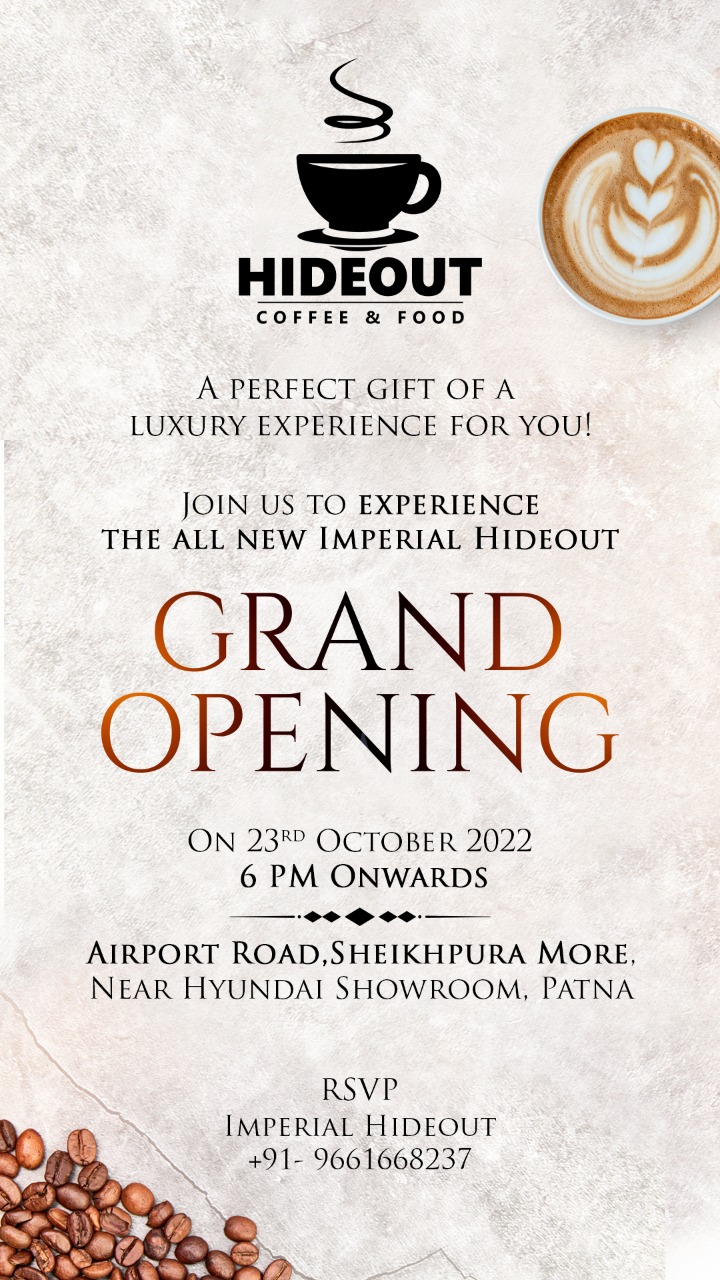 HIDEOUT
COFFEE & FOOD
A PERFECT GIFT OF A
LUXURY EXPERIENCE FOR YOU!
JOIN US TO EXPERIENCE
THE ALL NEW IMPERIAL HIDEOUT
GRAND
OPENING
ON 23RD OCTOBER 2022
6 PM ONWARDS
AIRPORT ROAD,SHEIKHPURA MORE,
NEAR HYUNDAI SHOWROOM, PATNA
RSVP
IMPERIAL HIDEOUT
+91- 9661668237